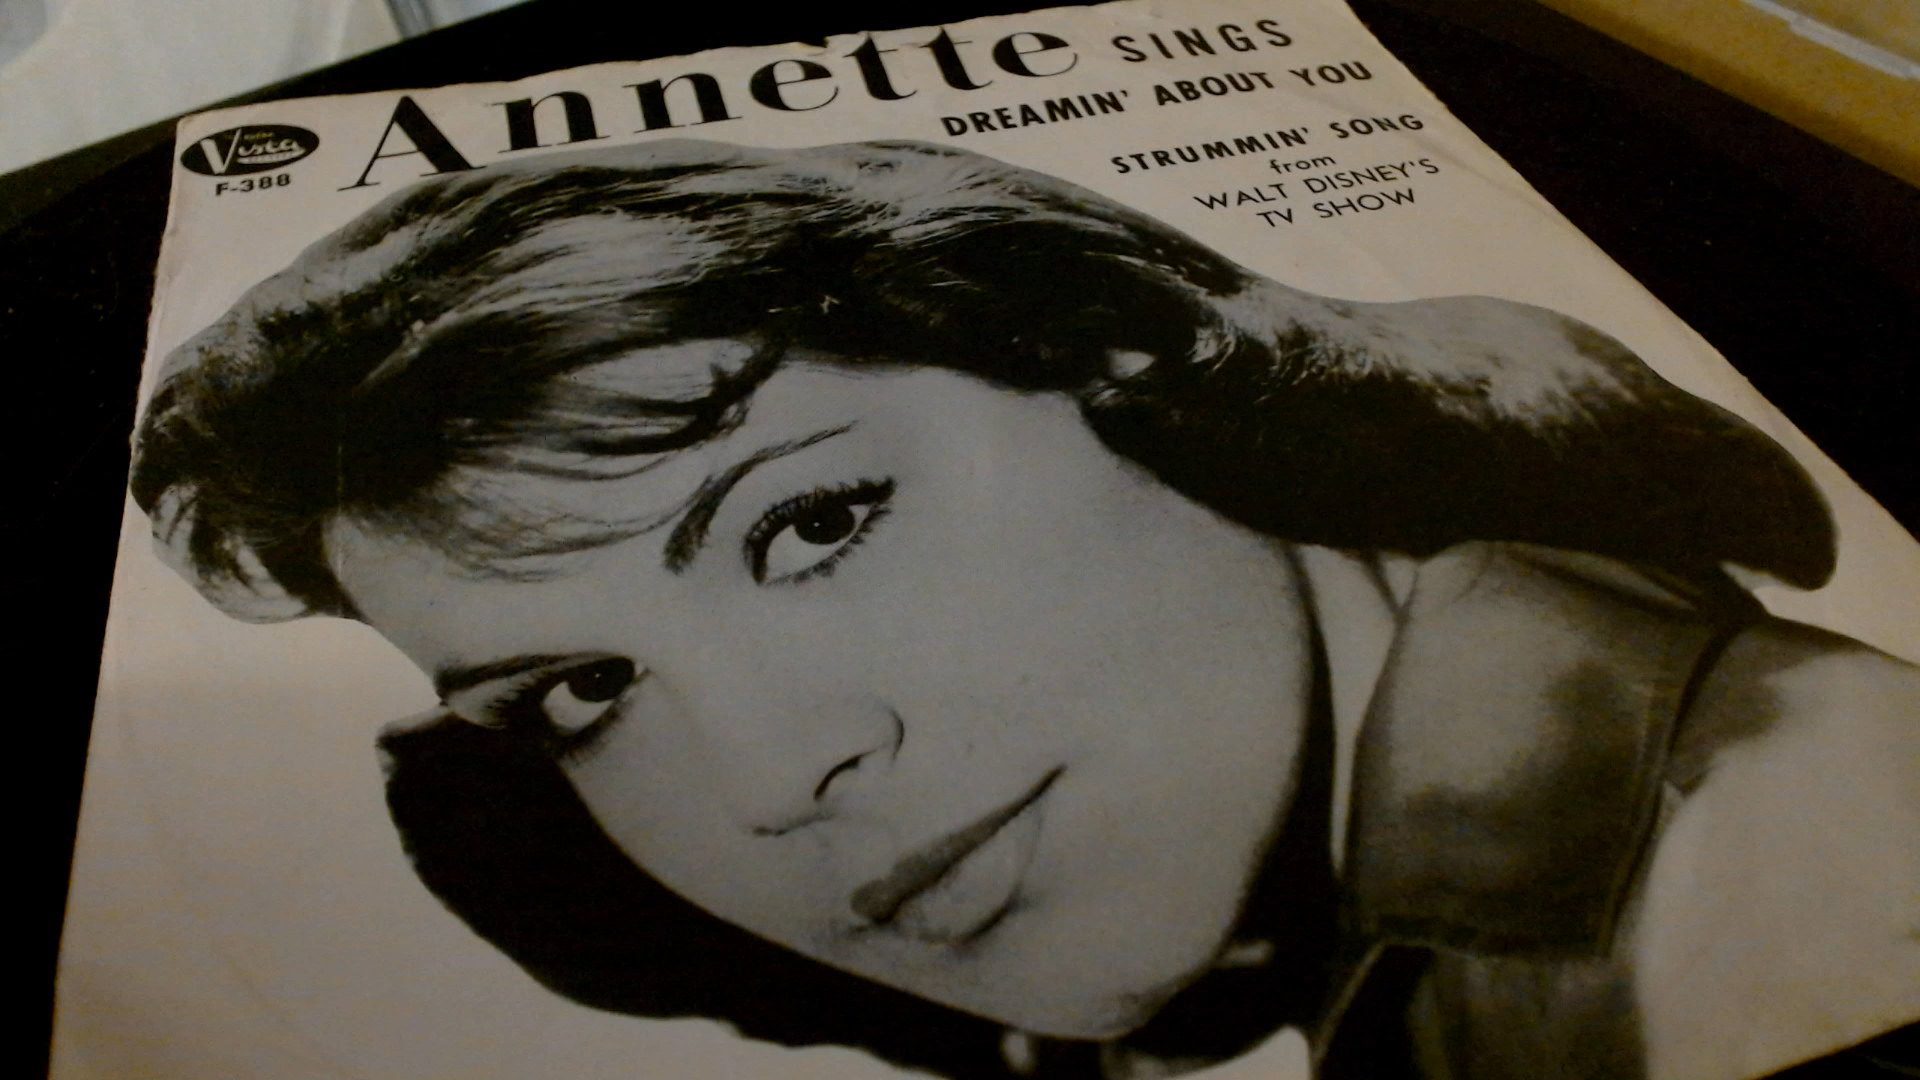 Vista
F-388
Annette SINGS
DREAMIN' ABOUT YOU
STRUMMIN' SONG
from
WALT DISNEY'S
TV SHOW